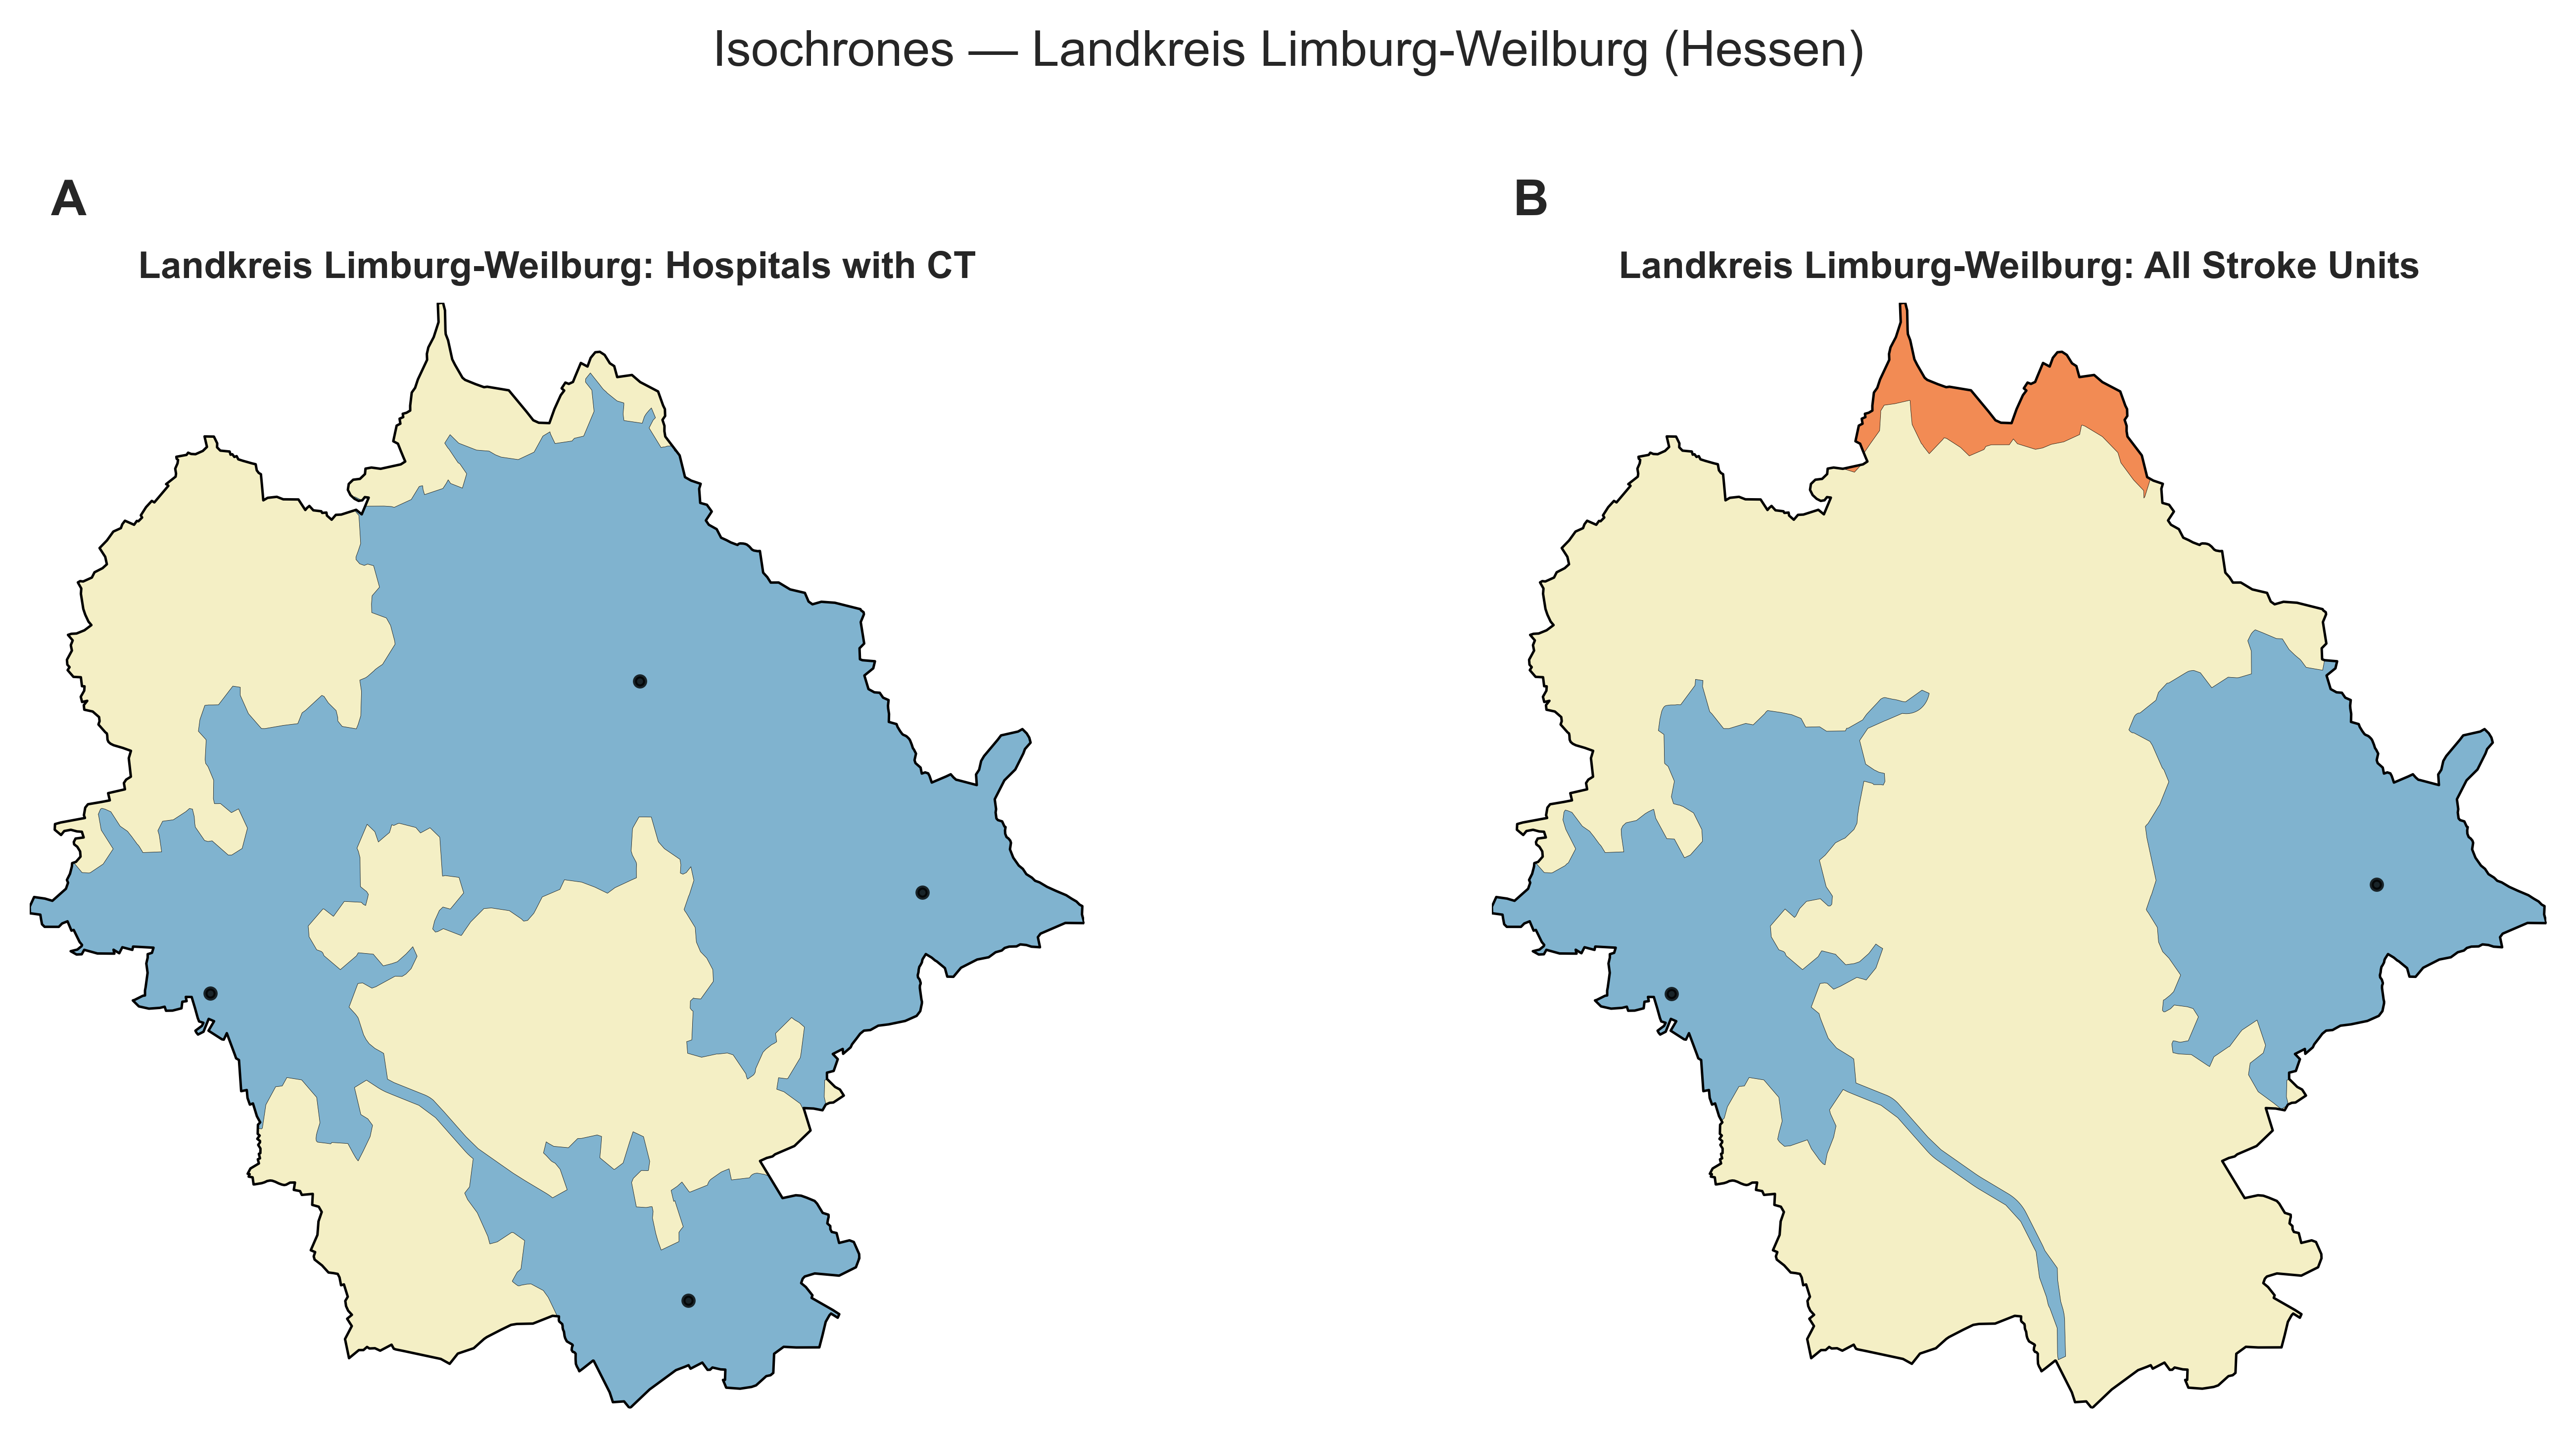 Isochrones — Landkreis Limburg-Weilburg (Hessen)
A
Landkreis Limburg-Weilburg: Hospitals with CT
B
Landkreis Limburg-Weilburg: All Stroke Units